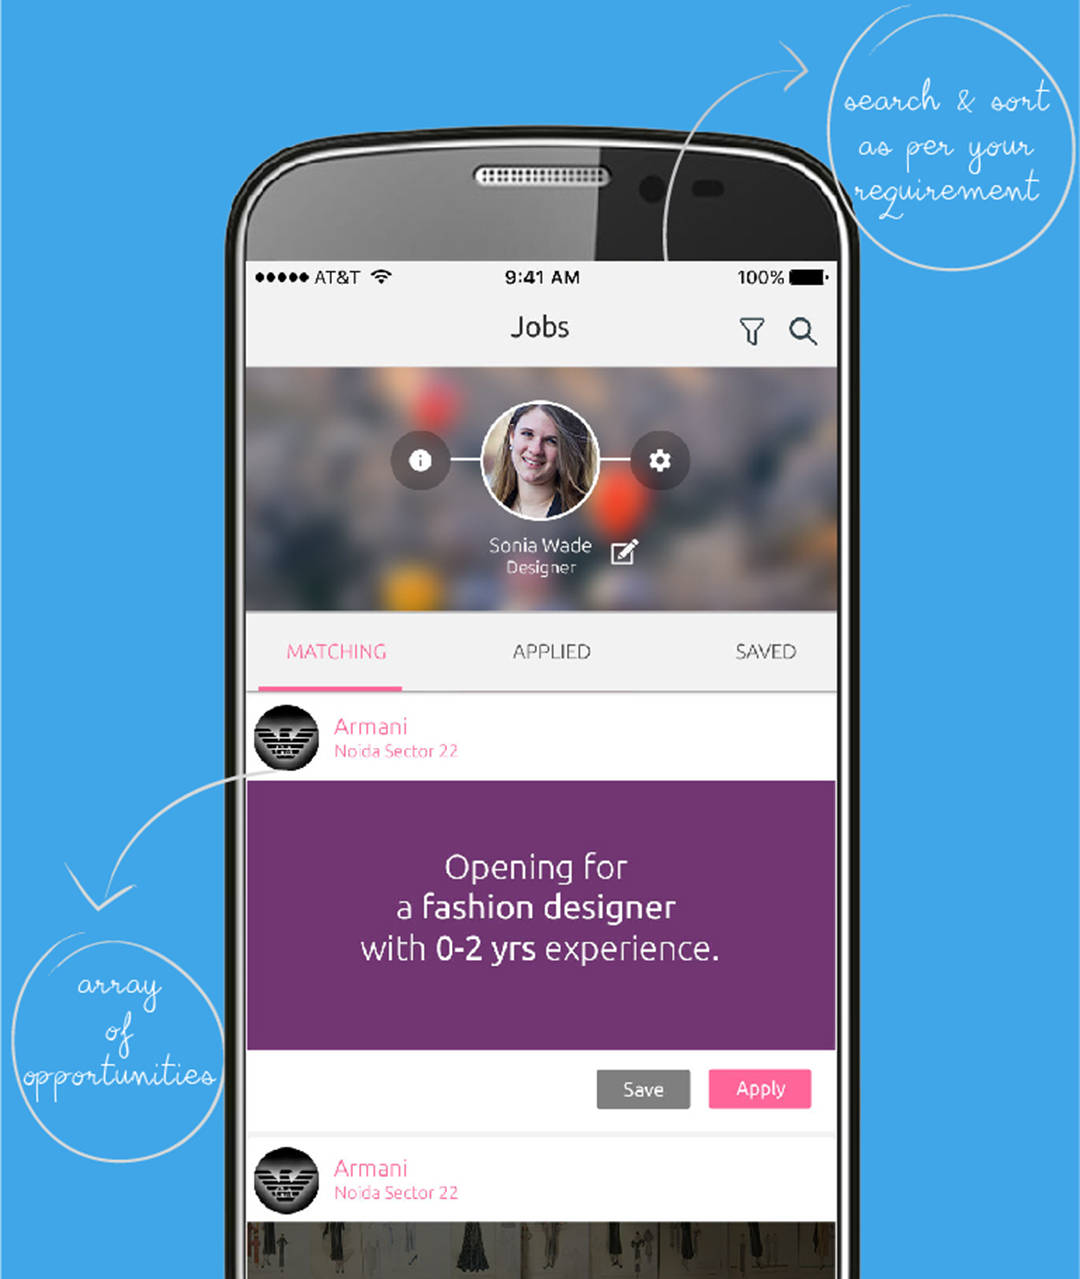 search & sort
as per your
requirement
AT&T 9:41 AM 100%
Jobs
Sonia Wade
Designer
MATCHING APPLIED SAVED
Armani
Noida Sector 22
Opening for
a fashion designer
with 0-2 yrs experience.
array
of
opportunities
Save Apply
Armani
Noida Sector 22